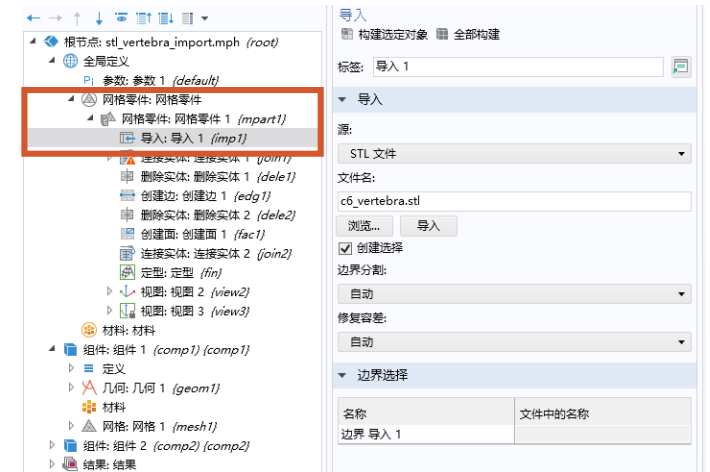 根节点: stl_vertebra_import.mph (root)
全局定义
Pi 参数: 参数 1 {default}
网格零件: 网格零件
网格零件: 网格零件 1 {mpart1}
导入: 导入 1 {imp1}
连接实体: 连接实体 1 {join1}
删除实体: 删除实体 1 {dele1}
创建边: 创建边 1 {edg1}
删除实体: 删除实体 2 {dele2}
创建面: 创建面 1 {fac1}
连接实体: 连接实体 2 {join2}
定型: 定型 {fin}
视图: 视图 2 {view2}
视图: 视图 3 {view3}
材料: 材料
组件: 组件 1 (comp1) {comp1}
定义
几何: 几何 1 {geom1}
材料
网格: 网格 1 {mesh1}
组件: 组件 2 (comp2) {comp2}
结果: 结果
导入
构建选定对象 全部构建
标签: 导入 1
导入
源:
STL 文件
文件名:
c6_vertebra.stl
浏览... 导入
创建选择
边界分割:
自动
修复容差:
自动
边界选择
名称 文件中的名称
边界 导入 1